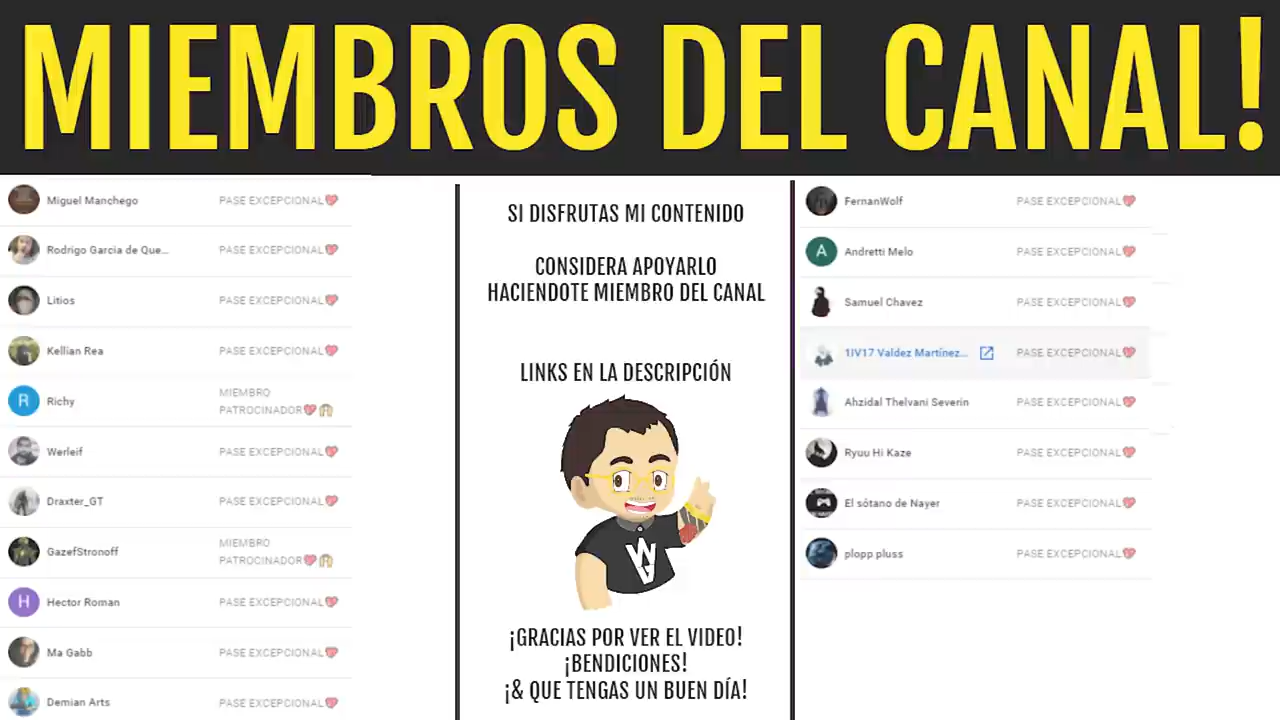 MIEMBROS DEL CANAL!
Miguel Manchego PASE EXCEPCIONAL💖
Rodrigo Garcia de Que... PASE EXCEPCIONAL💖
Litios PASE EXCEPCIONAL💖
Kellian Rea PASE EXCEPCIONAL💖
R
Richy
MIEMBRO
PATROCINADOR💖🙌
Werleif PASE EXCEPCIONAL💖
Draxter_GT PASE EXCEPCIONAL💖
GazefStronoff
MIEMBRO
PATROCINADOR💖🙌
H
Hector Roman PASE EXCEPCIONAL💖
Ma Gabb PASE EXCEPCIONAL💖
Demian Arts PASE EXCEPCIONAL💖
SI DISFRUTAS MI CONTENIDO
CONSIDERA APOYARLO
HACIENDOTE MIEMBRO DEL CANAL
LINKS EN LA DESCRIPCIÓN
¡GRACIAS POR VER EL VIDEO!
¡BENDICIONES!
¡& QUE TENGAS UN BUEN DÍA!
FernanWolf PASE EXCEPCIONAL💖
A
Andretti Melo PASE EXCEPCIONAL💖
Samuel Chavez PASE EXCEPCIONAL💖
1IV17 Valdez Martínez... PASE EXCEPCIONAL💖
Ahzidal Thelvani Severin PASE EXCEPCIONAL💖
Ryuu Hi Kaze PASE EXCEPCIONAL💖
El sótano de Nayer PASE EXCEPCIONAL💖
plopp pluss PASE EXCEPCIONAL💖